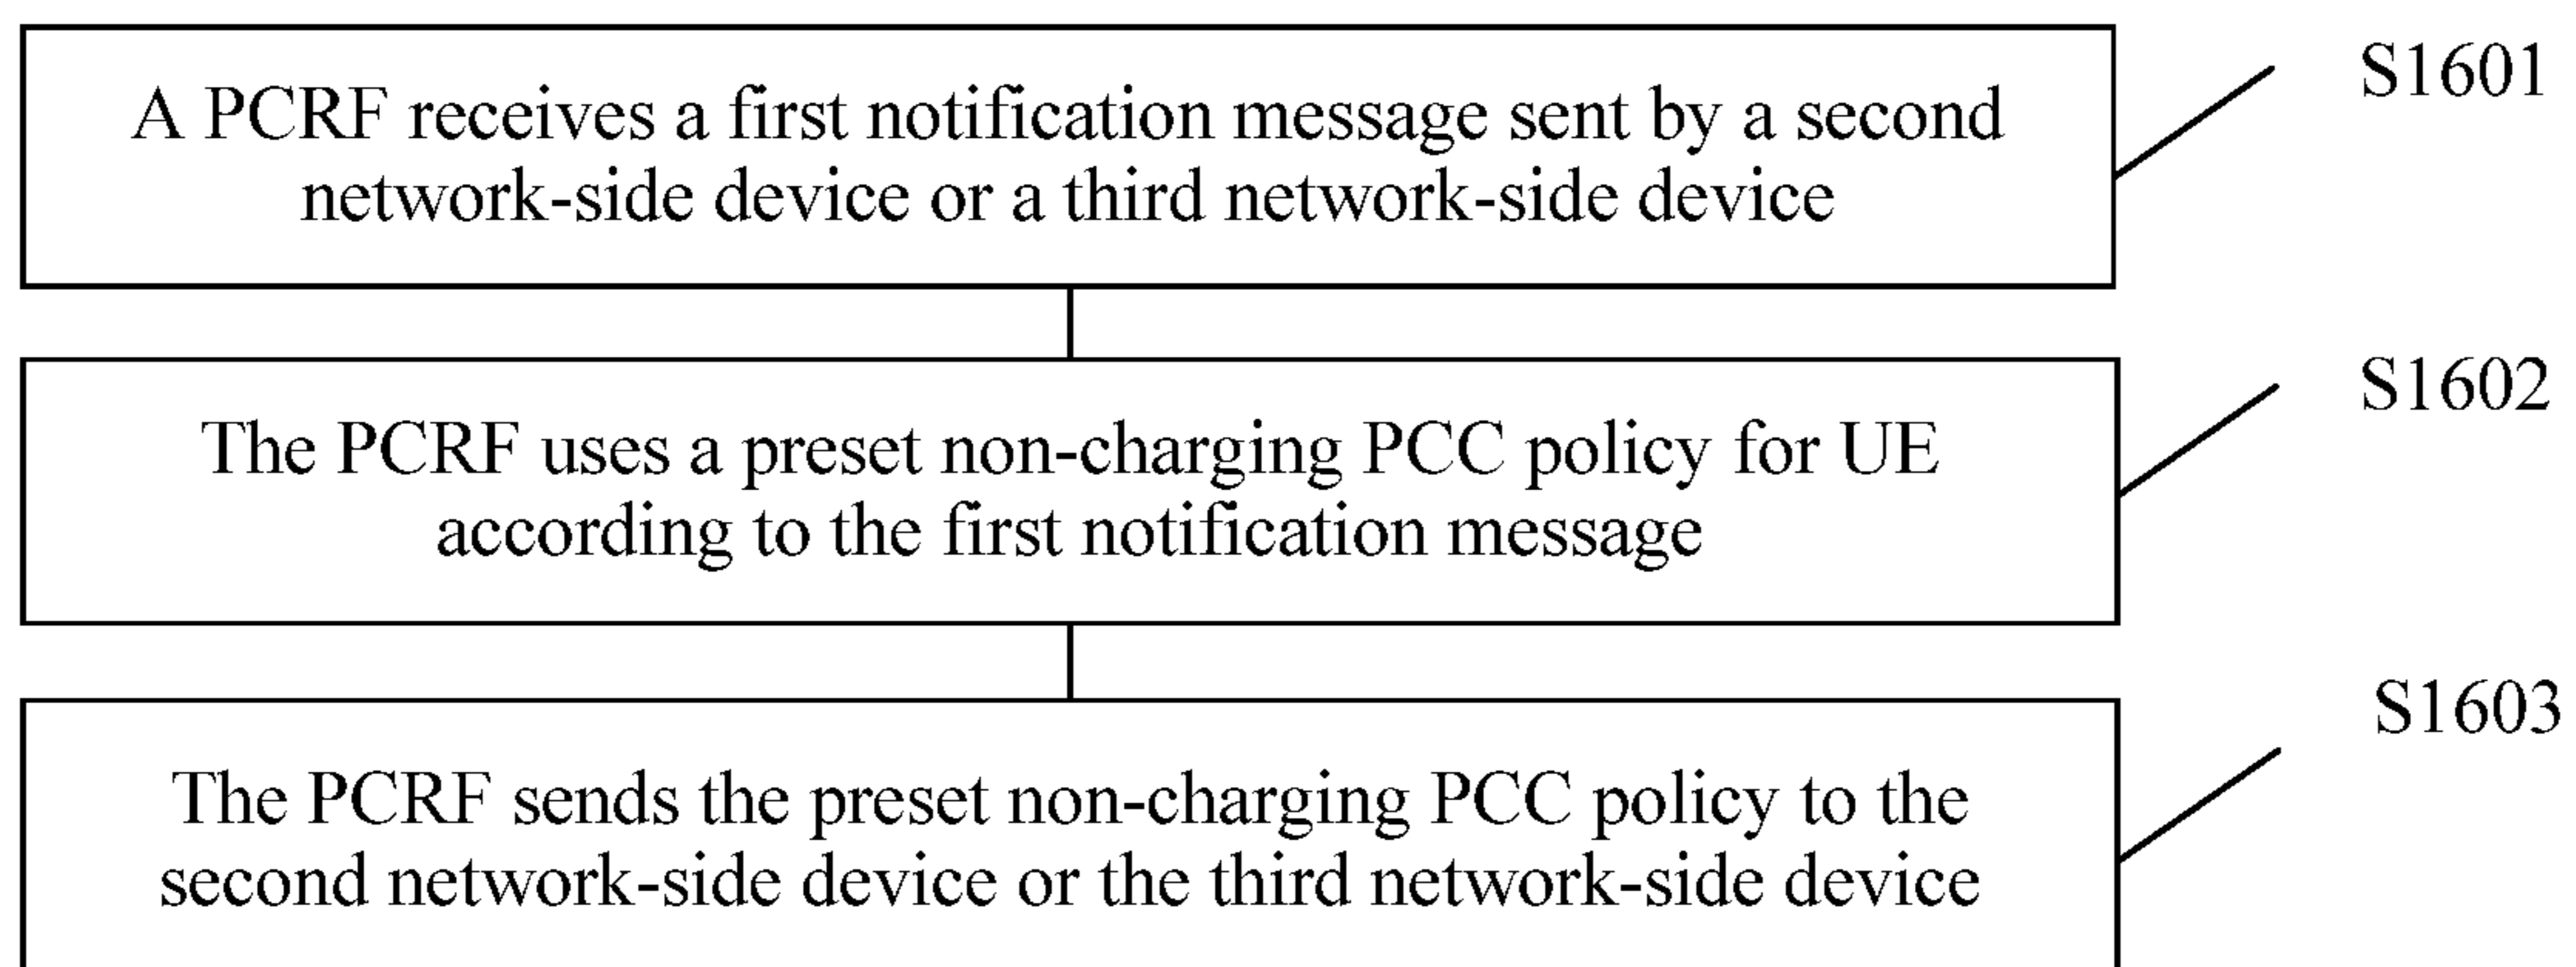 A PCRF receives a first notification message sent by a second
network-side device or a third network-side device
S1601
The PCRF uses a preset non-charging PCC policy for UE
according to the first notification message
S1602
The PCRF sends the preset non-charging PCC policy to the
second network-side device or the third network-side device
S1603